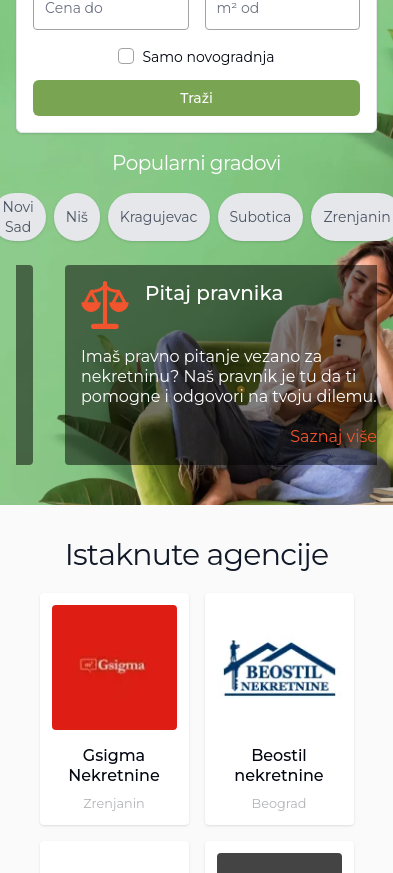 Cena do
m² od
Samo novogradnja
Traži
Popularni gradovi
Novi
Sad
Niš
Kragujevac
Subotica
Zrenjanin
Pitaj pravnika
Imaš pravno pitanje vezano za
nekretninu? Naš pravnik je tu da ti
pomogne i odgovori na tvoju dilemu.
Saznaj više
Istaknute agencije
Gsigma
BEOSTIL
NEKRETNINE
Gsigma
Nekretnine
Zrenjanin
Beostil
nekretnine
Beograd